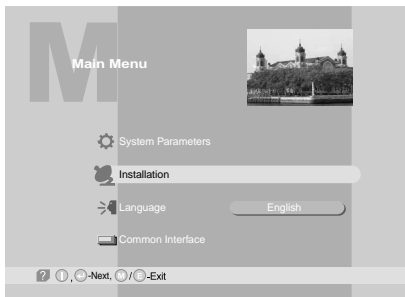 M
Main Menu
System Parameters
Installation
Language English
Common Interface
? I , ↵-Next, M / E -Exit